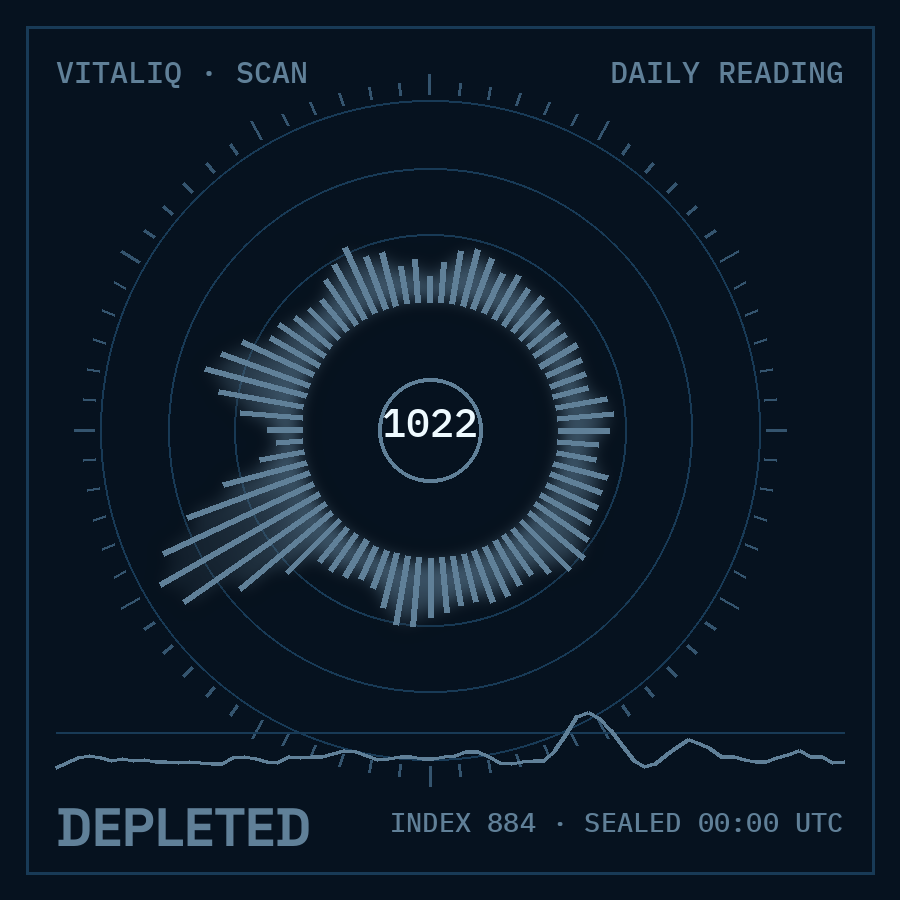 VITALIQ · SCAN
DAILY READING
1022
DEPLETED
INDEX 884 · SEALED 00:00 UTC